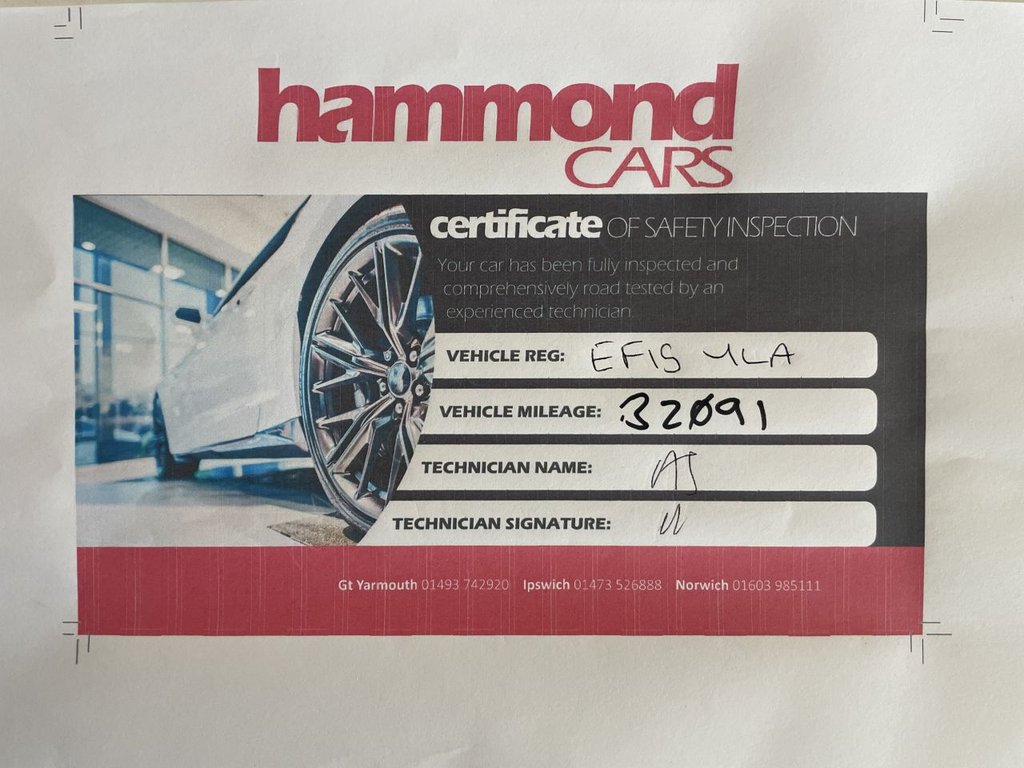 hammond
CARS
certificate OF SAFETY INSPECTION
Your car has been fully inspected and
comprehensively road tested by an
experienced technician.
VEHICLE REG: EF15 YLA
VEHICLE MILEAGE: 32091
TECHNICIAN NAME:
TECHNICIAN SIGNATURE:
Gt Yarmouth 01493 742920 Ipswich 01473 526888 Norwich 01603 985111